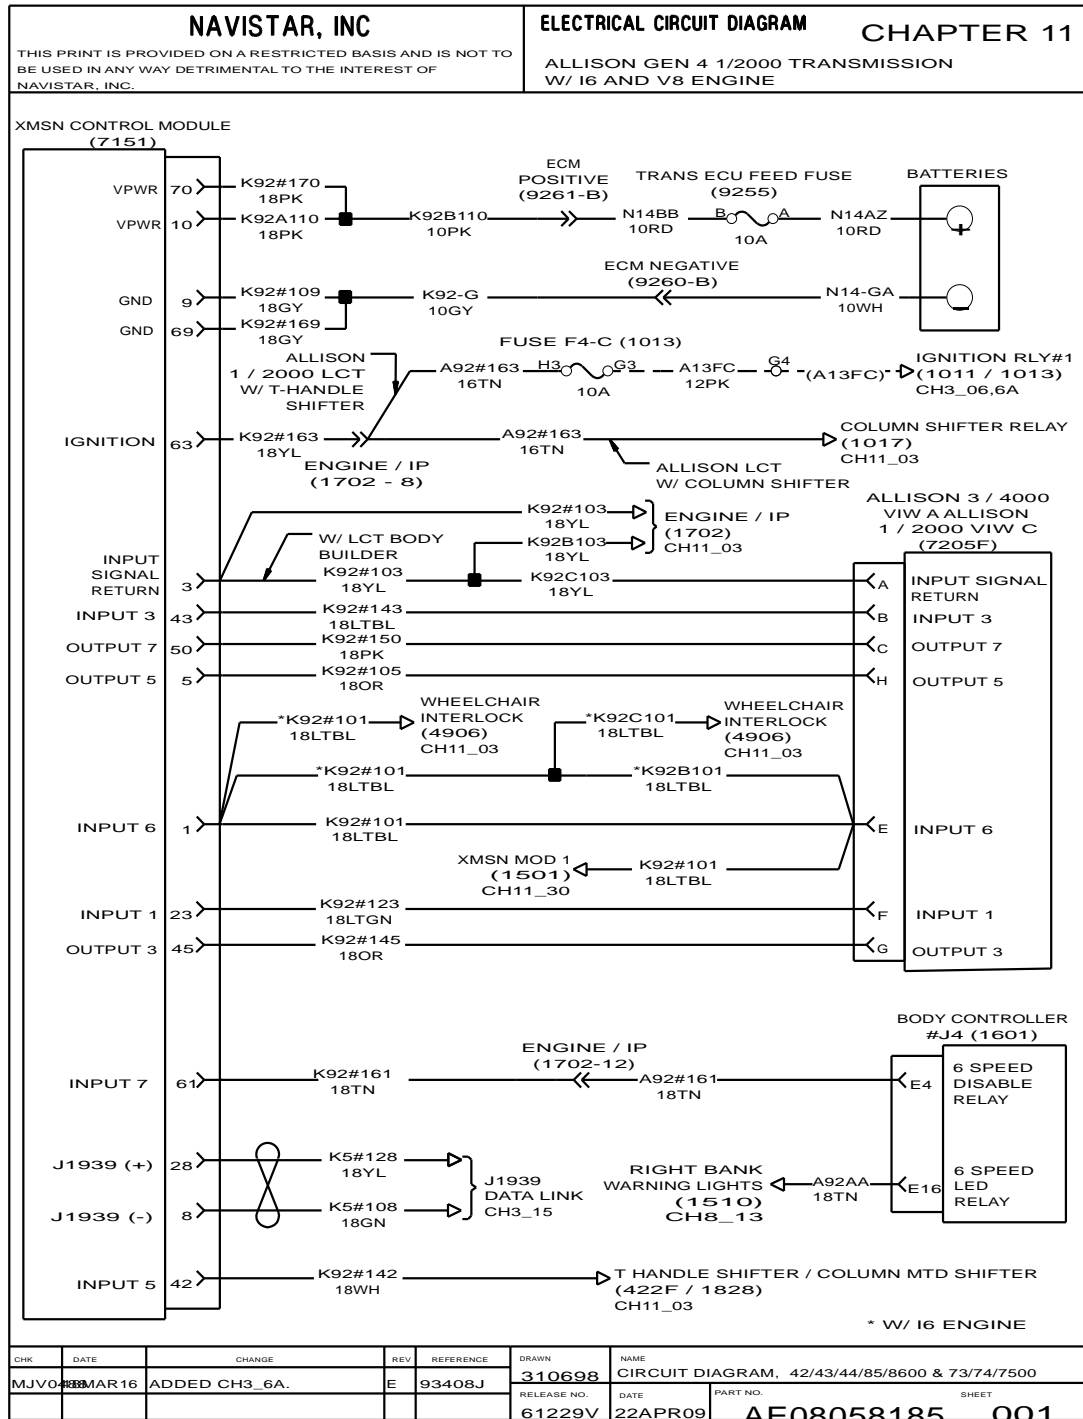 NAVISTAR, INC
THIS PRINT IS PROVIDED ON A RESTRICTED BASIS AND IS NOT TO
BE USED IN ANY WAY DETRIMENTAL TO THE INTEREST OF
NAVISTAR, INC.
ELECTRICAL CIRCUIT DIAGRAM
CHAPTER 11
ALLISON GEN 4 1/2000 TRANSMISSION
W/ I6 AND V8 ENGINE
XMSN CONTROL MODULE
(7151)
VPWR 70 K92#170
18PK
VPWR 10 K92A110
18PK
K92B110
10PK
ECM
POSITIVE
(9261-B)
N14BB
10RD
TRANS ECU FEED FUSE
(9255)
B A
10A
N14AZ
10RD
BATTERIES
+
GND 9 K92#109
18GY
GND 69 K92#169
18GY
K92-G
10GY
ECM NEGATIVE
(9260-B)
N14-GA
10WH
−
ALLISON
1 / 2000 LCT
W/ T-HANDLE
SHIFTER
FUSE F4-C (1013)
A92#163
16TN
H3 G3
10A
A13FC
12PK
G4
(A13FC)
IGNITION RLY#1
(1011 / 1013)
CH3_06,6A
IGNITION 63 K92#163
18YL
ENGINE / IP
(1702 - 8)
A92#163
16TN
COLUMN SHIFTER RELAY
(1017)
CH11_03
ALLISON LCT
W/ COLUMN SHIFTER
K92#103
18YL
K92B103
18YL
ENGINE / IP
(1702)
CH11_03
ALLISON 3 / 4000
VIW A ALLISON
1 / 2000 VIW C
(7205F)
W/ LCT BODY
BUILDER
INPUT
SIGNAL
RETURN
3 K92#103
18YL
K92C103
18YL
A INPUT SIGNAL
RETURN
INPUT 3 43 K92#143
18LTBL
B INPUT 3
OUTPUT 7 50 K92#150
18PK
C OUTPUT 7
OUTPUT 5 5 K92#105
18OR
H OUTPUT 5
*K92#101
18LTBL
WHEELCHAIR
INTERLOCK
(4906)
CH11_03
*K92C101
18LTBL
WHEELCHAIR
INTERLOCK
(4906)
CH11_03
*K92#101
18LTBL
*K92B101
18LTBL
INPUT 6 1 K92#101
18LTBL
E INPUT 6
XMSN MOD 1
(1501)
CH11_30
K92#101
18LTBL
INPUT 1 23 K92#123
18LTGN
F INPUT 1
OUTPUT 3 45 K92#145
18OR
G OUTPUT 3
BODY CONTROLLER
#J4 (1601)
INPUT 7 61 K92#161
18TN
ENGINE / IP
(1702-12)
A92#161
18TN
E4 6 SPEED
DISABLE
RELAY
J1939 (+) 28 K5#128
18YL
J1939 (-) 8 K5#108
18GN
J1939
DATA LINK
CH3_15
RIGHT BANK
WARNING LIGHTS
(1510)
CH8_13
A92AA
18TN
E16 6 SPEED
LED
RELAY
INPUT 5 42 K92#142
18WH
T HANDLE SHIFTER / COLUMN MTD SHIFTER
(422F / 1828)
CH11_03
* W/ I6 ENGINE
CHK DATE CHANGE REV REFERENCE
MAR16 ADDED CH3_6A. E 93408J
DRAWN
310698
NAME
CIRCUIT DIAGRAM, 42/43/44/85/8600 & 73/74/7500
RELEASE NO.
61229V
DATE
22APR09
PART NO.
AE08058185
SHEET
001